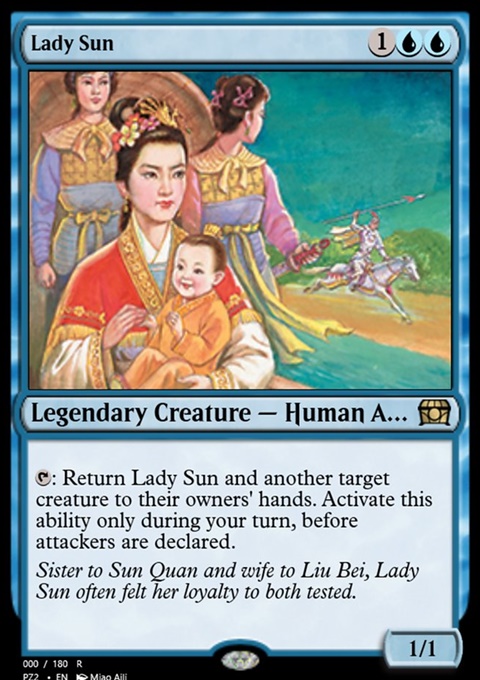 Lady Sun
1
Legendary Creature — Human A...
: Return Lady Sun and another target
creature to their owners' hands. Activate this
ability only during your turn, before
attackers are declared.
Sister to Sun Quan and wife to Liu Bei, Lady
Sun often felt her loyalty to both tested.
1/1
000 / 180 R
PZ2 • EN Miao Aili